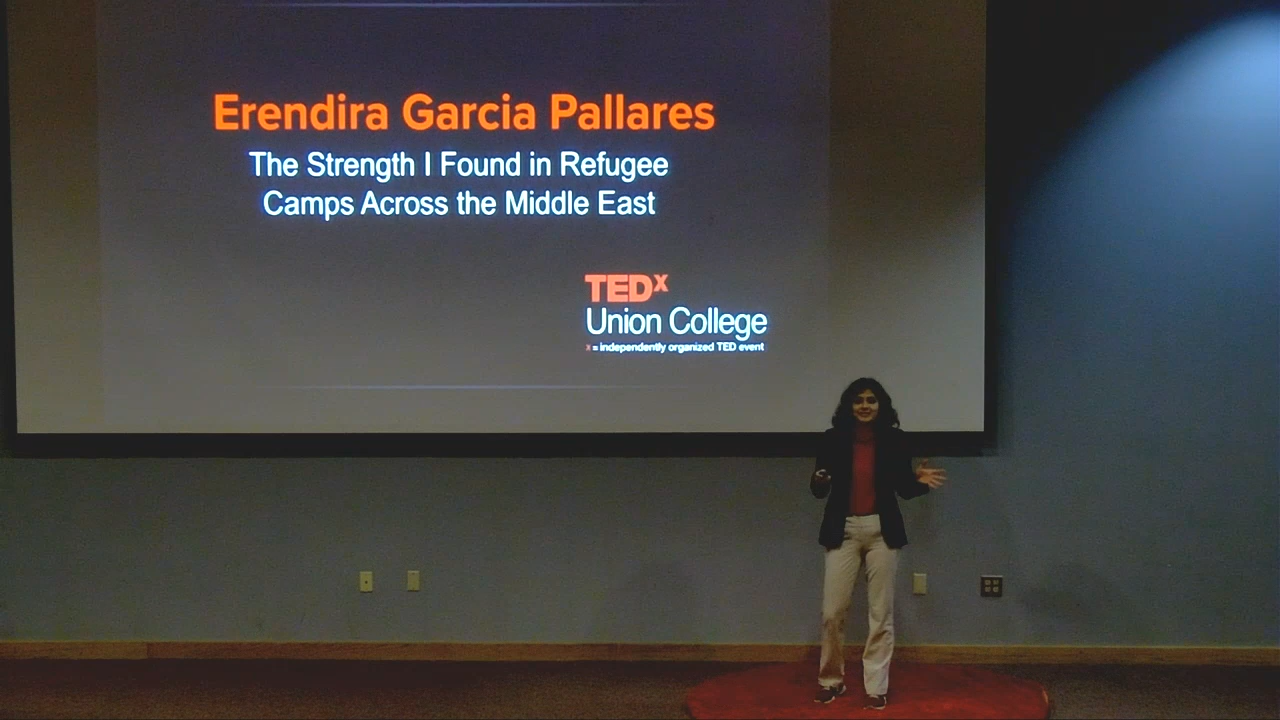 Erendira Garcia Pallares
The Strength I Found in Refugee
Camps Across the Middle East
TEDx
Union College
x = independently organized TED event